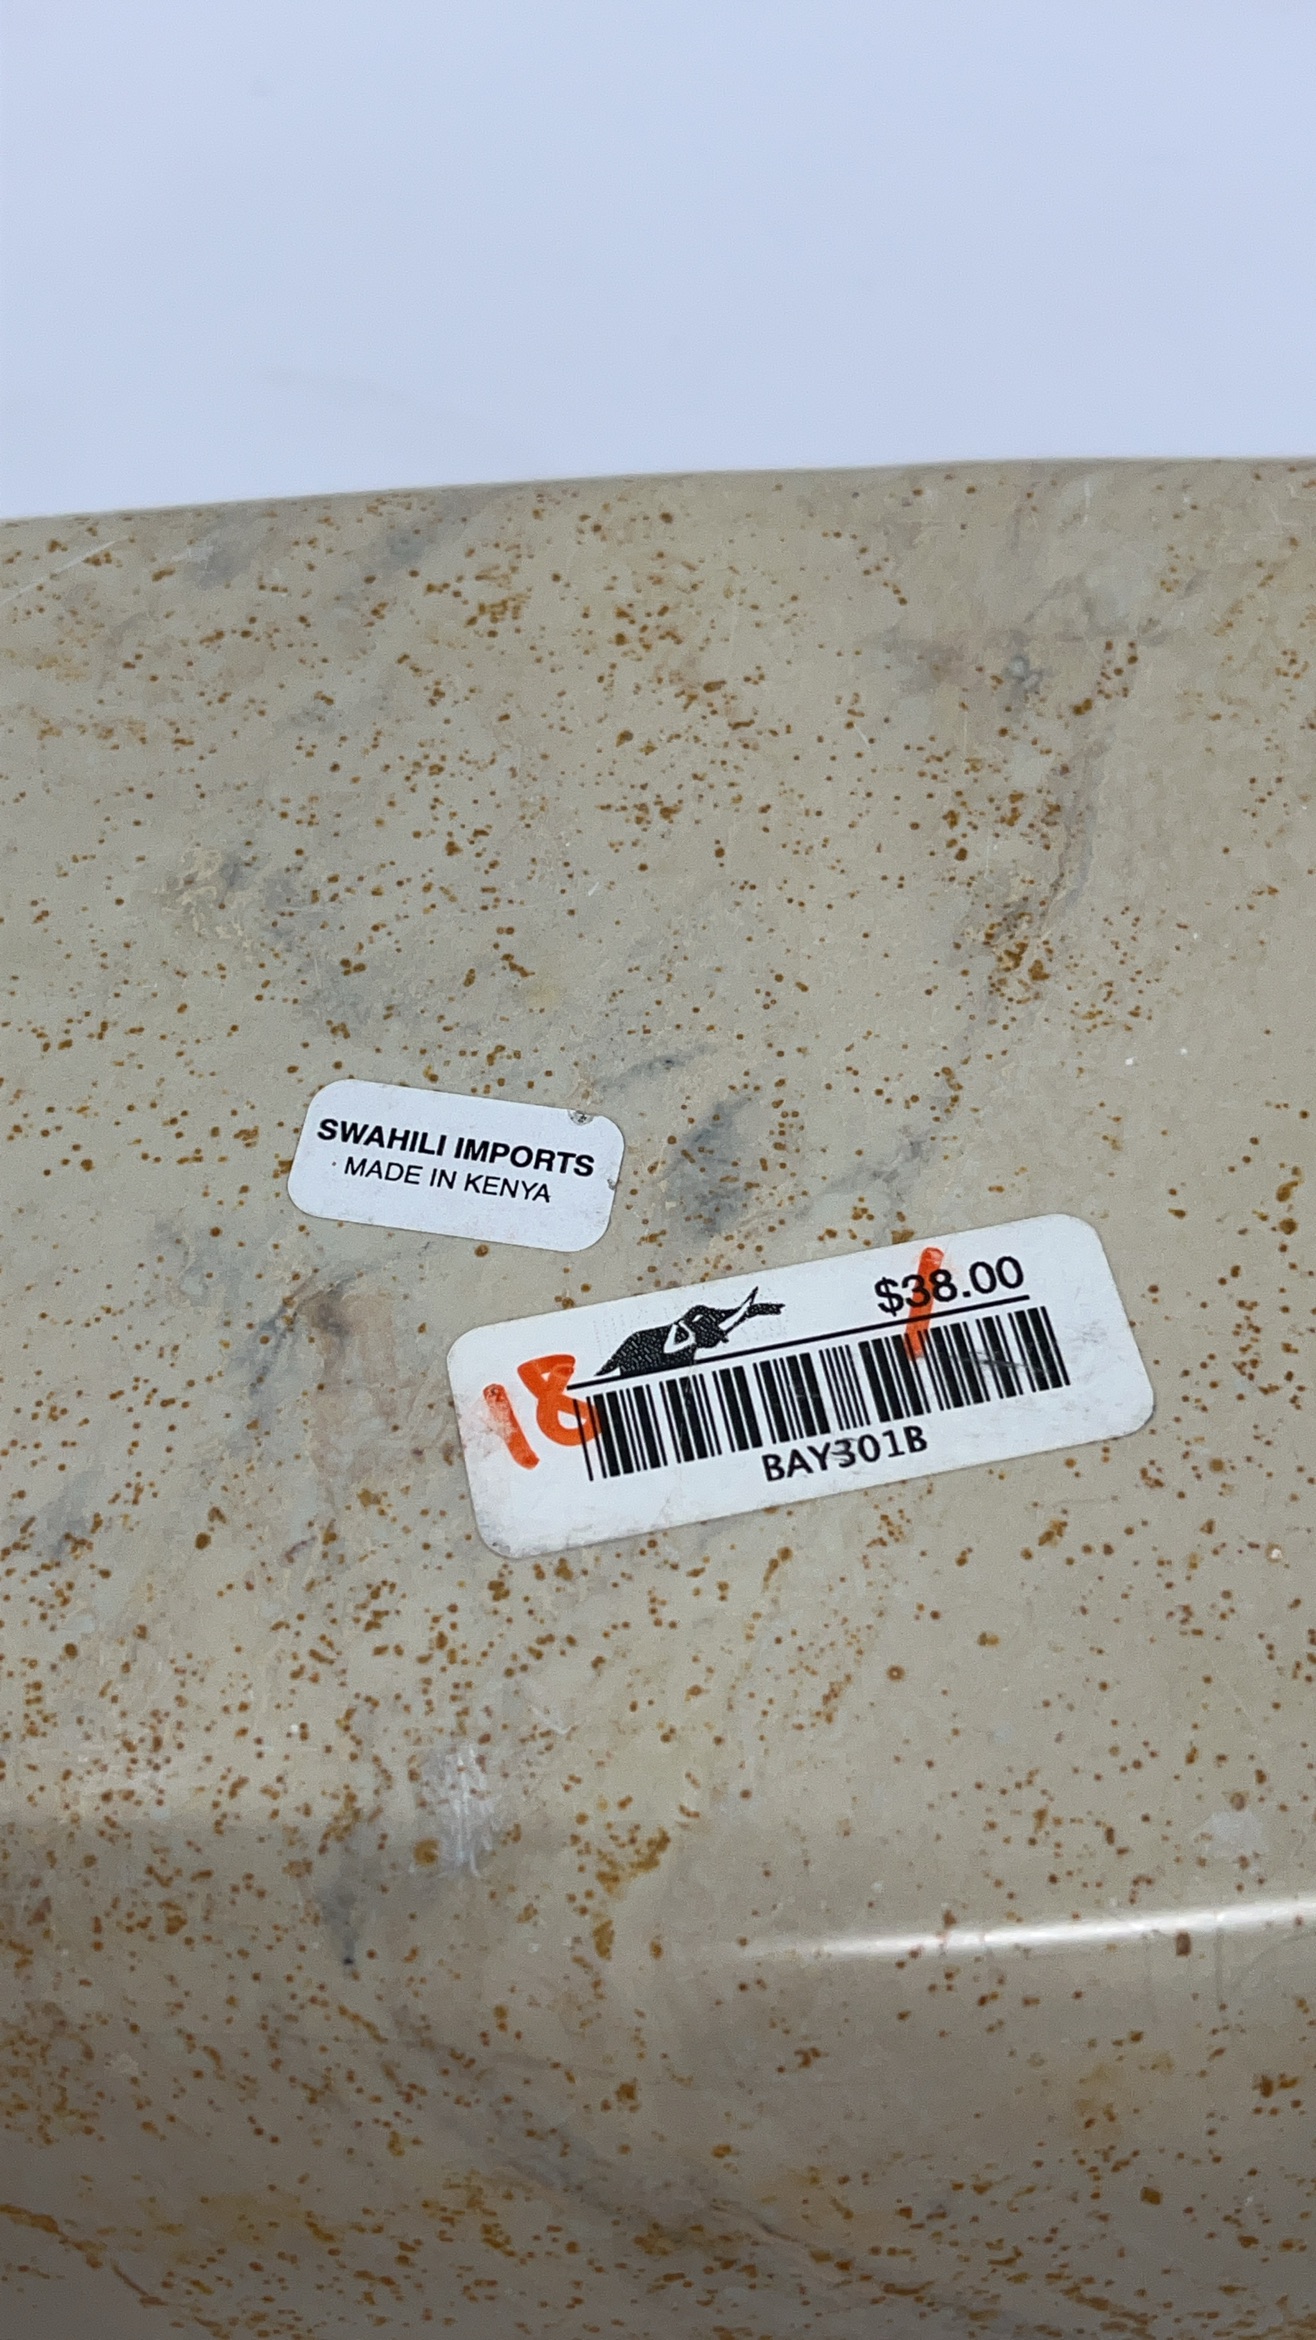 SWAHILI IMPORTS
MADE IN KENYA
$38.00
18
BAY301B